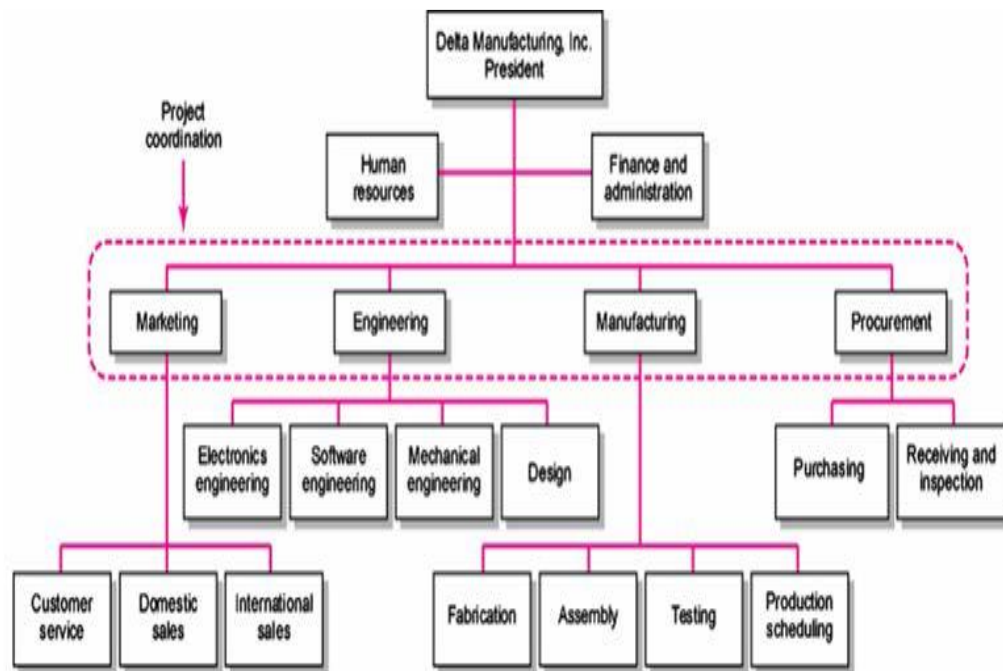 Delta Manufacturing, Inc.
President
Project
coordination
Human
resources
Finance and
administration
Marketing
Engineering
Manufacturing
Procurement
Electronics
engineering
Software
engineering
Mechanical
engineering
Design
Purchasing
Receiving and
inspection
Customer
service
Domestic
sales
International
sales
Fabrication
Assembly
Testing
Production
scheduling